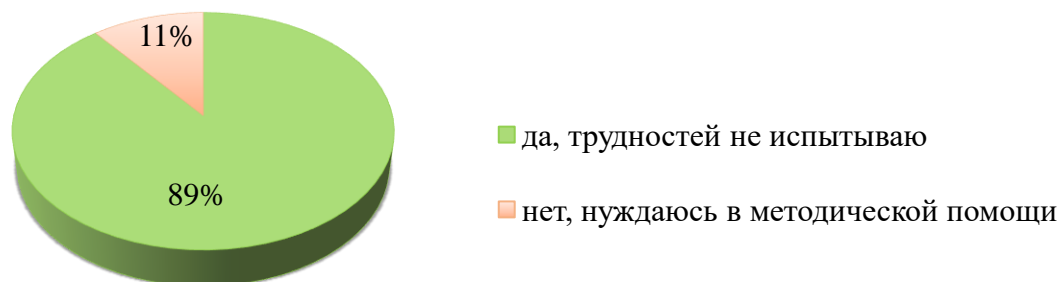 11%
89%
да, трудностей не испытываю
нет, нуждаюсь в методической помощи